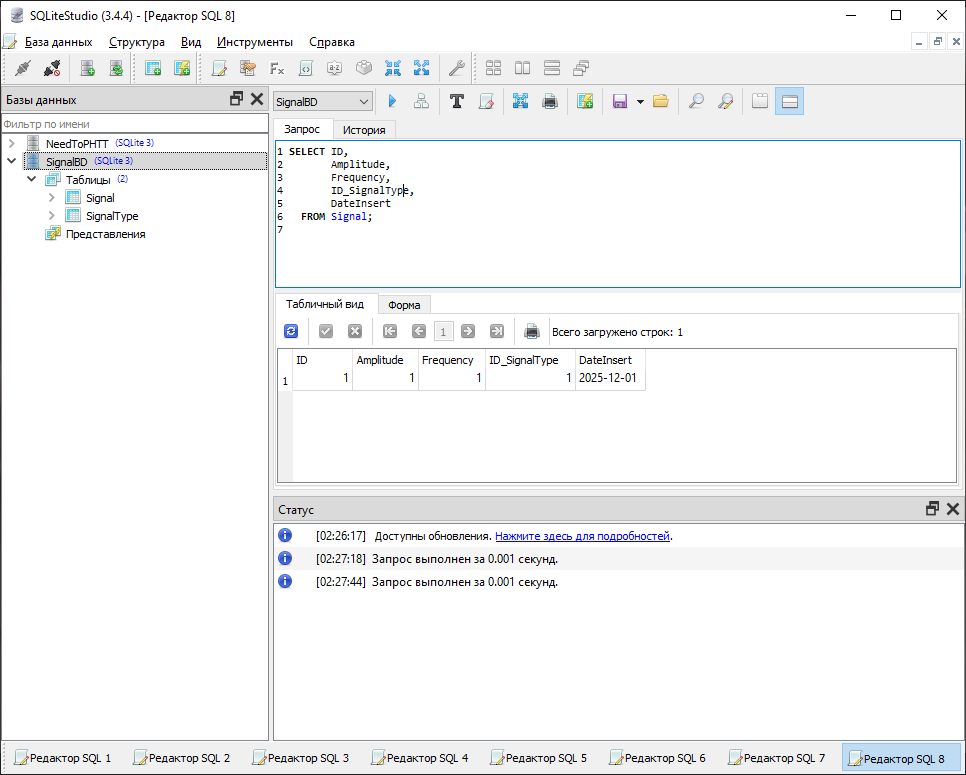 SQLiteStudio (3.4.4) - [Редактор SQL 8]
База данных Структура Вид Инструменты Справка
Базы данных
Фильтр по имени
NeedToPHTT (SQLite 3)
SignalBD (SQLite 3)
Таблицы (2)
Signal
SignalType
Представления
SignalBD
Запрос История
1 SELECT ID,
2 Amplitude,
3 Frequency,
4 ID_SignalType,
5 DateInsert
6 FROM Signal;
7
Табличный вид Форма
1 Всего загружено строк: 1
ID Amplitude Frequency ID_SignalType DateInsert
1 1 1 1 1 2025-12-01
Статус
[02:26:17] Доступны обновления. Нажмите здесь для подробностей.
[02:27:18] Запрос выполнен за 0.001 секунд.
[02:27:44] Запрос выполнен за 0.001 секунд.
Редактор SQL 1 Редактор SQL 2 Редактор SQL 3 Редактор SQL 4 Редактор SQL 5 Редактор SQL 6 Редактор SQL 7 Редактор SQL 8